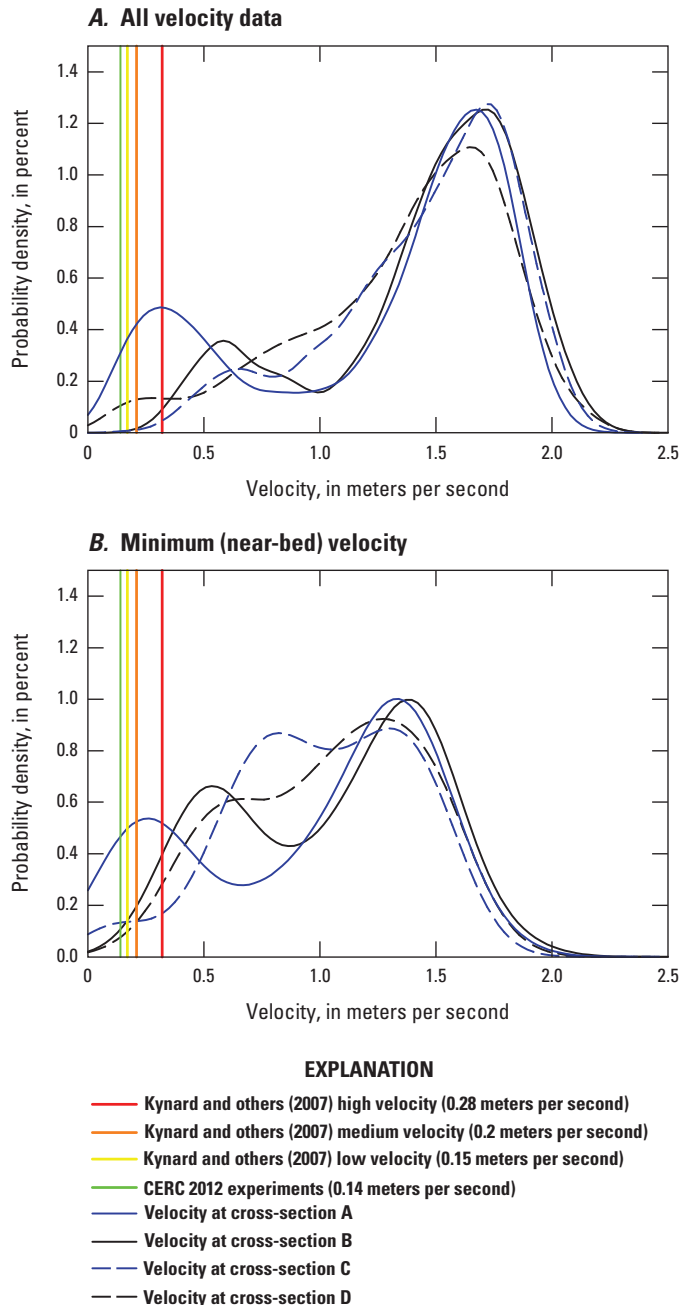 A. All velocity data
1.4
1.2
1.0
0.8
0.6
0.4
0.2
0
Probability density, in percent
0 0.5 1.0 1.5 2.0 2.5
Velocity, in meters per second
B. Minimum (near-bed) velocity
1.4
1.2
1.0
0.8
0.6
0.4
0.2
0.0
Probability density, in percent
0 0.5 1.0 1.5 2.0 2.5
Velocity, in meters per second
EXPLANATION
Kynard and others (2007) high velocity (0.28 meters per second)
Kynard and others (2007) medium velocity (0.2 meters per second)
Kynard and others (2007) low velocity (0.15 meters per second)
CERC 2012 experiments (0.14 meters per second)
Velocity at cross-section A
Velocity at cross-section B
Velocity at cross-section C
Velocity at cross-section D